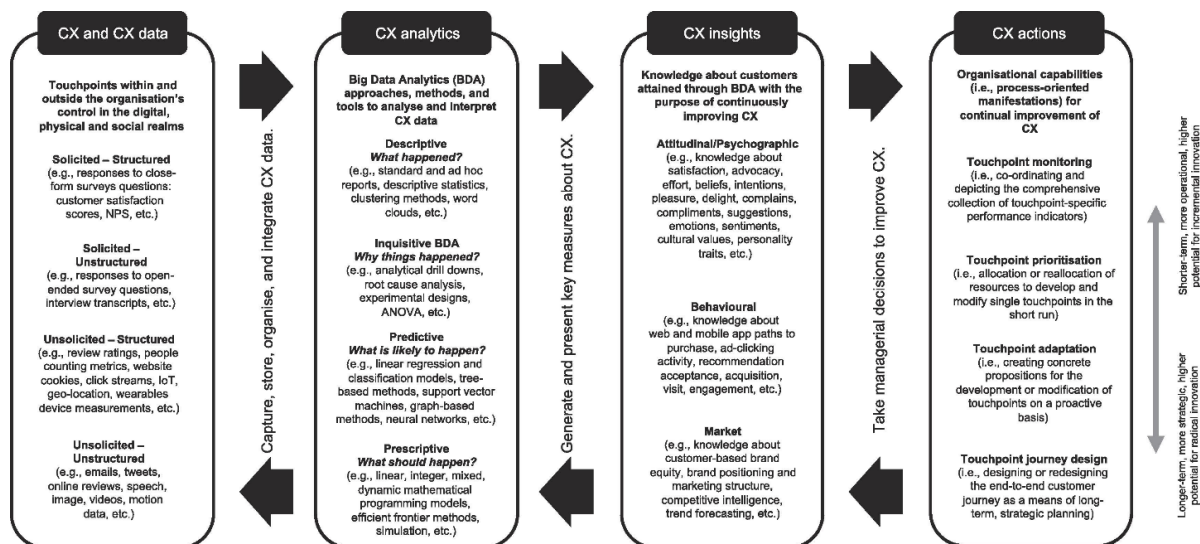 CX and CX data
Touchpoints within and
outside the organisation's
control in the digital,
physical and social realms
Solicited – Structured
(e.g., responses to close-
form surveys questions:
customer satisfaction
scores, NPS, etc.)
Solicited –
Unstructured
(e.g., responses to open-
ended survey questions,
interview transcripts, etc.)
Unsolicited – Structured
(e.g., review ratings, people
counting metrics, website
cookies, click streams, IoT,
geo-location, wearables
device measurements, etc.)
Unsolicited –
Unstructured
(e.g., emails, tweets,
online reviews, speech,
image, videos, motion
data, etc.)
Capture, store, organise, and integrate CX data.
CX analytics
Big Data Analytics (BDA)
approaches, methods, and
tools to analyse and interpret
CX data
Descriptive
What happened?
(e.g., standard and ad hoc
reports, descriptive statistics,
clustering methods, word
clouds, etc.)
Inquisitive BDA
Why things happened?
(e.g., analytical drill downs,
root cause analysis,
experimental designs,
ANOVA, etc.)
Predictive
What is likely to happen?
(e.g., linear regression and
classification models, tree-
based methods, support vector
machines, graph-based
methods, neural networks, etc.)
Prescriptive
What should happen?
(e.g., linear, integer, mixed,
dynamic mathematical
programming models,
efficient frontier methods,
simulation, etc.)
Generate and present key measures about CX.
CX insights
Knowledge about customers
attained through BDA with the
purpose of continuously
improving CX
Attitudinal/Psychographic
(e.g., knowledge about
satisfaction, advocacy,
effort, beliefs, intentions,
pleasure, delight, complains,
compliments, suggestions,
emotions, sentiments,
cultural values, personality
traits, etc.)
Behavioural
(e.g., knowledge about
web and mobile app paths to
purchase, ad-clicking
activity, recommendation
acceptance, acquisition,
visit, engagement, etc.)
Market
(e.g., knowledge about
customer-based brand
equity, brand positioning and
marketing structure,
competitive intelligence,
trend forecasting, etc.)
Take managerial decisions to improve CX.
CX actions
Organisational capabilities
(i.e., process-oriented
manifestations) for
continual improvement of
CX
Touchpoint monitoring
(i.e., co-ordinating and
depicting the comprehensive
collection of touchpoint-specific
performance indicators)
Touchpoint prioritisation
(i.e., allocation or reallocation of
resources to develop and
modify single touchpoints in the
short run)
Touchpoint adaptation
(i.e., creating concrete
propositions for the
development or modification of
touchpoints on a proactive
basis)
Touchpoint journey design
(i.e., designing or redesigning
the end-to-end customer
journey as a means of long-
term, strategic planning)
Shorter-term, more operational, higher
potential for incremental innovation
Longer-term, more strategic, higher
potential for radical innovation